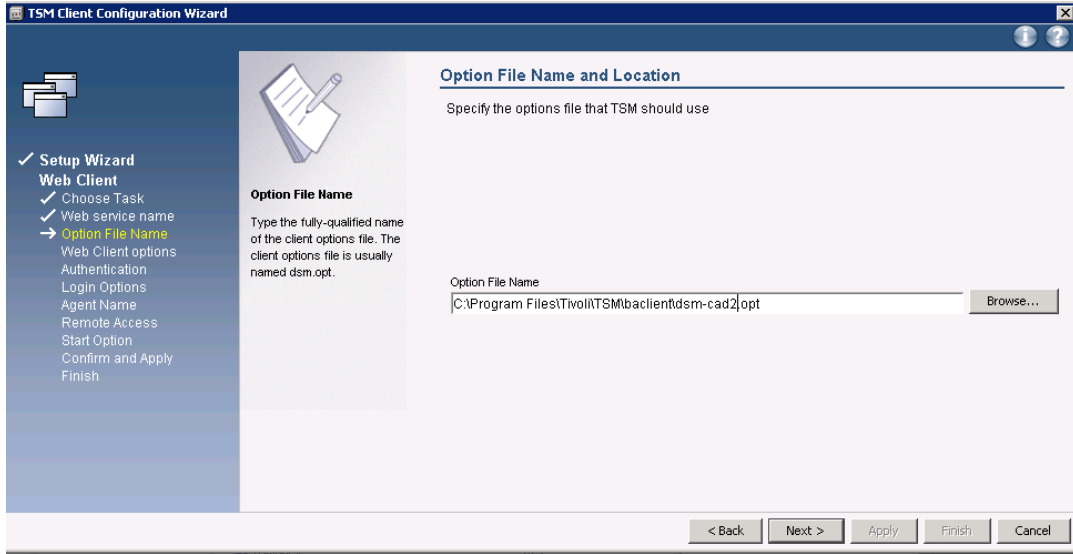 TSM Client Configuration Wizard
Setup Wizard
Web Client
Choose Task
Web service name
Option File Name
Web Client options
Authentication
Login Options
Agent Name
Remote Access
Start Option
Confirm and Apply
Finish
Option File Name
Type the fully-qualified name
of the client options file. The
client options file is usually
named dsm.opt.
Option File Name and Location
Specify the options file that TSM should use
Option File Name
C:\Program Files\Tivoli\TSM\baclient\dsm-cad2.opt
Browse...
< Back
Next >
Apply
Finish
Cancel